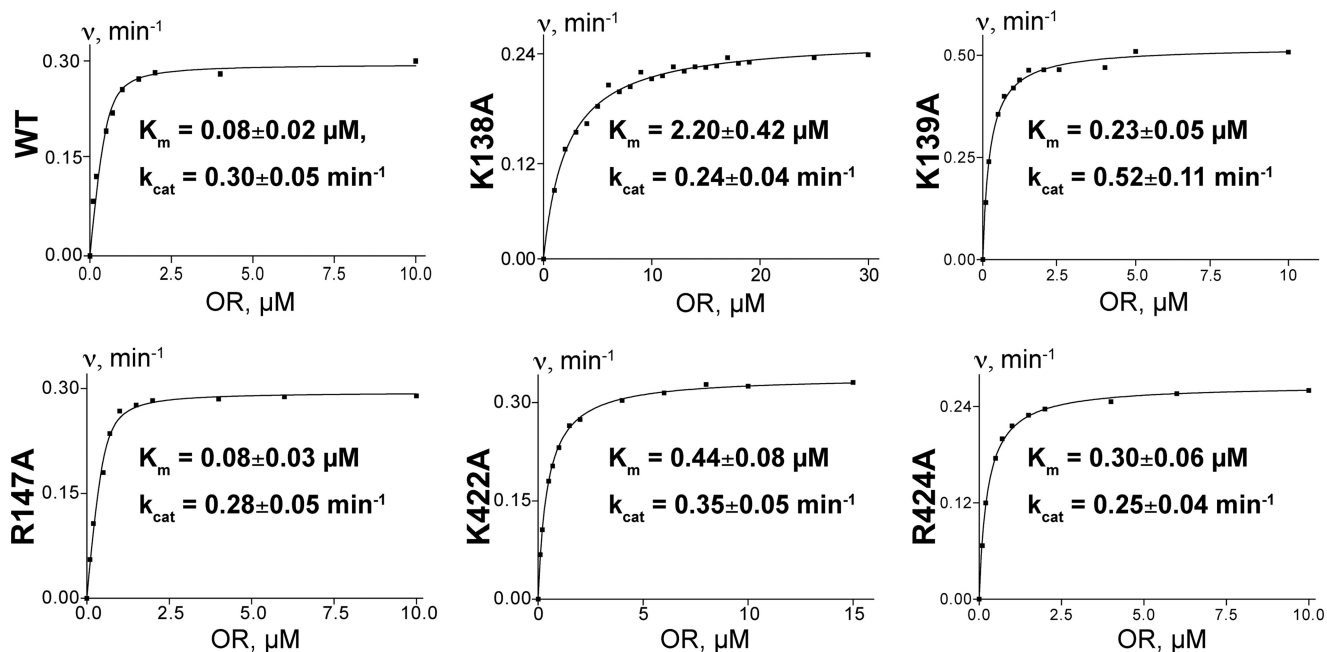 ν, min-1
WT
0.30
0.15
0.00
Km = 0.08±0.02 µM,
kcat = 0.30±0.05 min-1
0.0 2.5 5.0 7.5 10.0
OR, µM
K138A
0.24
0.12
0.00
Km = 2.20±0.42 µM
kcat = 0.24±0.04 min-1
0 10 20 30
OR, µM
ν, min-1
K139A
0.50
0.25
0.00
Km = 0.23±0.05 µM
kcat = 0.52±0.11 min-1
0 2.5 5.0 7.5 10
OR, µM
ν, min-1
R147A
0.30
0.15
0.00
Km = 0.08±0.03 µM
kcat = 0.28±0.05 min-1
0.0 2.5 5.0 7.5 10.0
OR, µM
ν, min-1
K422A
0.30
0.15
0.00
Km = 0.44±0.08 µM
kcat = 0.35±0.05 min-1
0 5 10 15
OR, µM
ν, min-1
R424A
0.24
0.12
0.00
Km = 0.30±0.06 µM
kcat = 0.25±0.04 min-1
0.0 2.5 5.0 7.5 10.0
OR, µM
ν, min-1